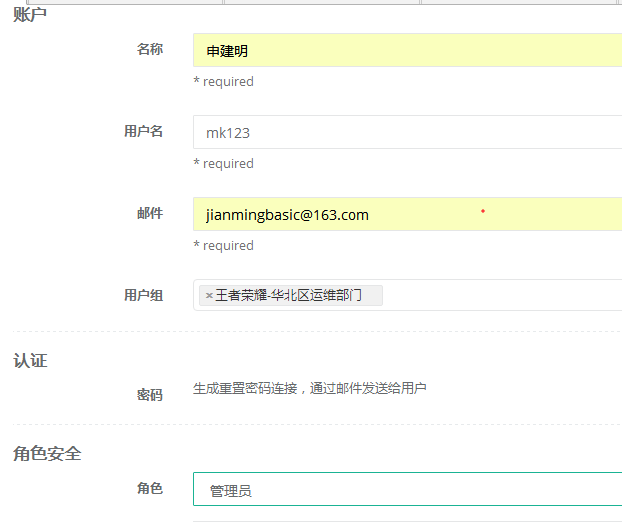 账户
名称
申建明
* required
用户名
mk123
* required
邮件
jianmingbasic@163.com
* required
用户组
×王者荣耀-华北区运维部门
认证
密码
生成重置密码连接，通过邮件发送给用户
角色安全
角色
管理员